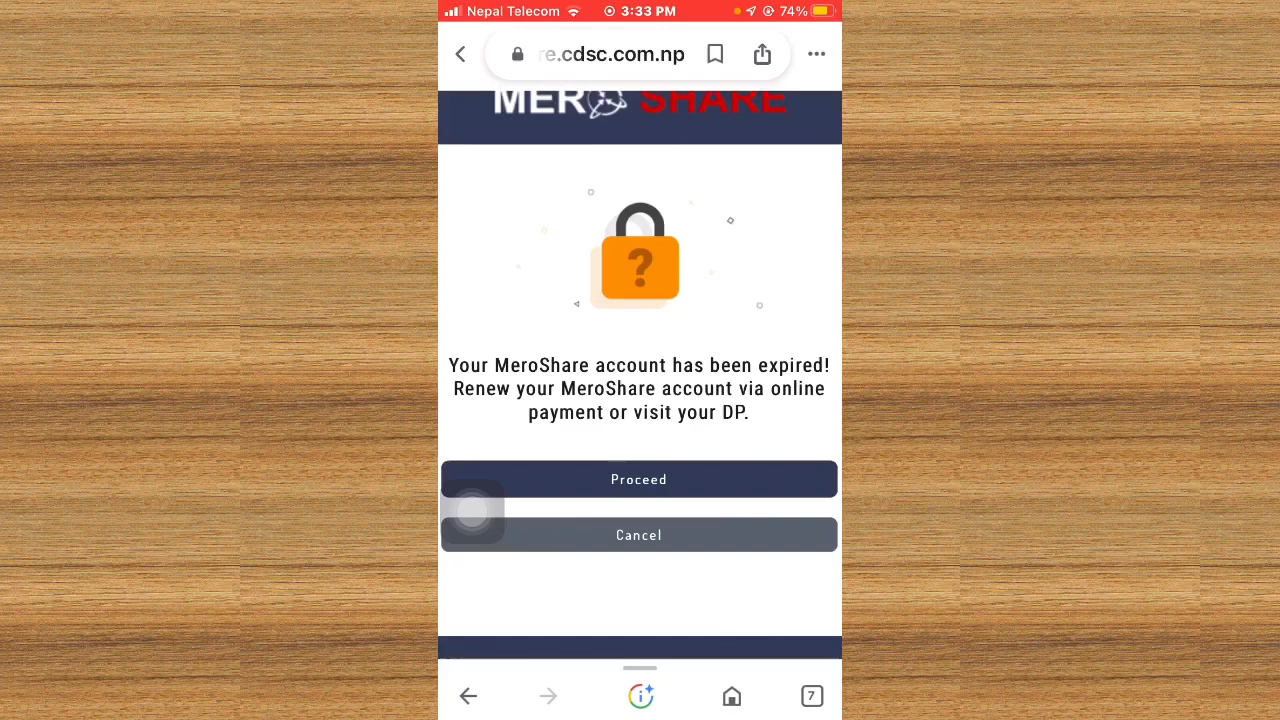 Nepal Telecom 3:33 PM 74%
re.cdsc.com.np
MERO SHARE
?
Your MeroShare account has been expired!
Renew your MeroShare account via online
payment or visit your DP.
Proceed
Cancel
7